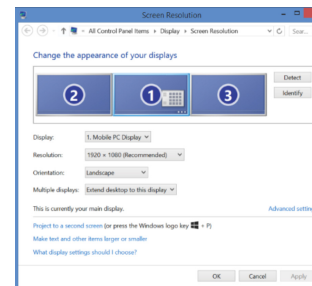 Screen Resolution
« All Control Panel Items › Display › Screen Resolution
Sear...
Change the appearance of your displays
2 1 3
Detect
Identify
Display: 1. Mobile PC Display
Resolution: 1920 × 1080 (Recommended)
Orientation: Landscape
Multiple displays: Extend desktop to this display
This is currently your main display. Advanced settin
Project to a second screen (or press the Windows logo key + P)
Make text and other items larger or smaller
What display settings should I choose?
OK Cancel Apply